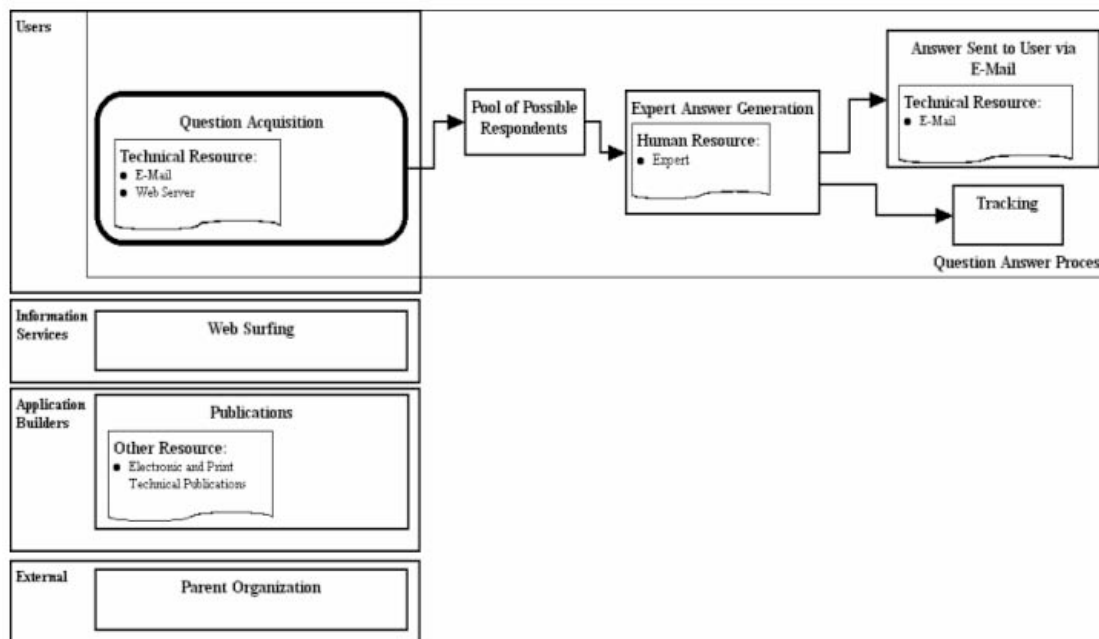 Users
Question Acquisition
Technical Resource:
● E-Mail
● Web Server
Pool of Possible
Respondents
Expert Answer Generation
Human Resource:
● Expert
Answer Sent to User via
E-Mail
Technical Resource:
● E-Mail
Tracking
Question Answer Proces
Information
Services
Web Surfing
Application
Builders
Publications
Other Resource:
● Electronic and Print
Technical Publications
External
Parent Organization